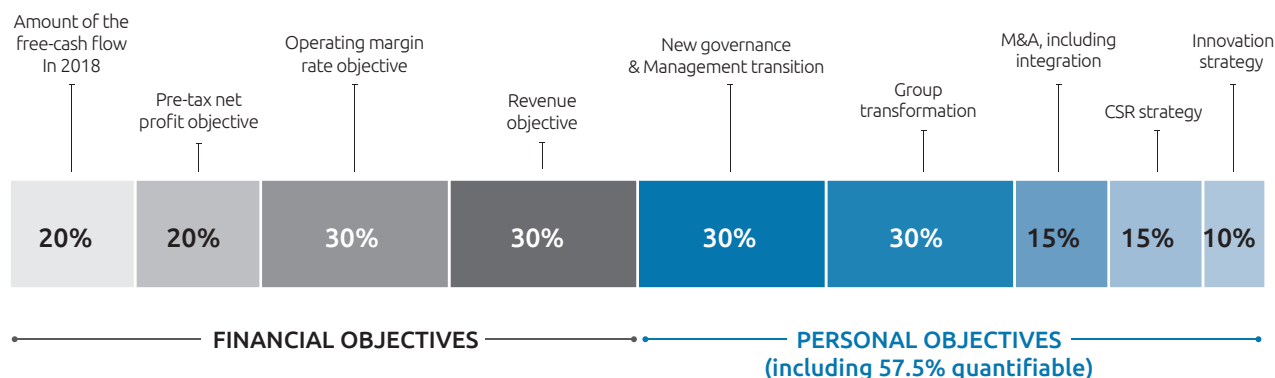 Amount of the
free-cash flow
In 2018
Pre-tax net
profit objective
Operating margin
rate objective
Revenue
objective
New governance
& Management transition
Group
transformation
M&A, including
integration
CSR strategy
Innovation
strategy
20%
20%
30%
30%
30%
30%
15%
15%
10%
FINANCIAL OBJECTIVES
PERSONAL OBJECTIVES
(including 57.5% quantifiable)